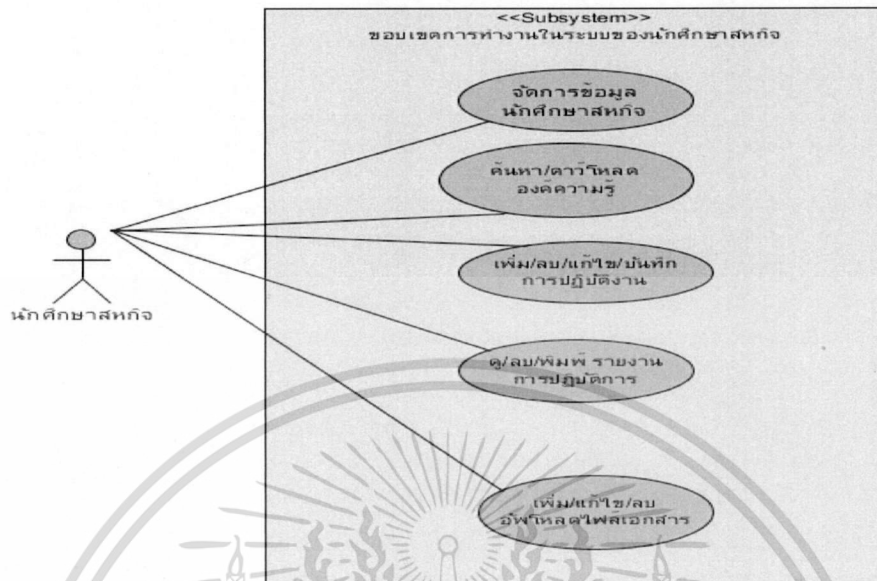 <<Subsystem>>
ขอบเขตการทำงานในระบบของนักศึกษาสหกิจ
จัดการข้อมูล
นักศึกษาสหกิจ
ค้นหา/ดาว์โหลด
องค์ความรู้
เพิ่ม/ลบ/แก้ไข/บันทึก
การปฏิบัติงาน
นักศึกษาสหกิจ
ดู/ลบ/พิมพ์ รายงาน
การปฏิบัติการ
เพิ่ม/แก้ไข/ลบ
อัพโหลดไฟล์เอกสาร